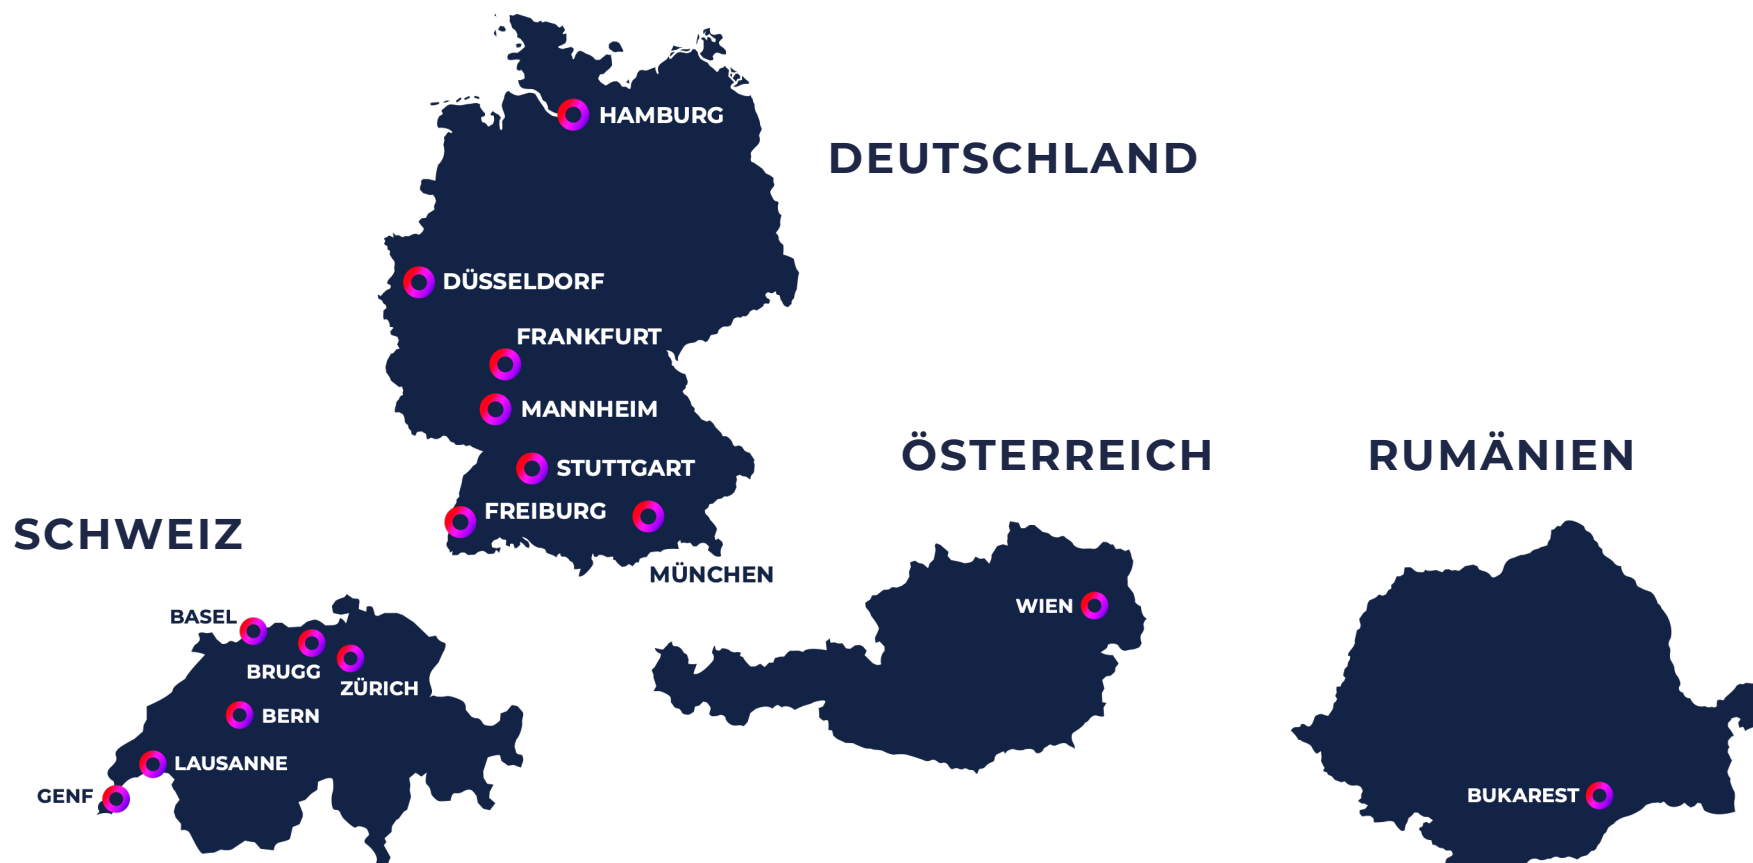 HAMBURG
DEUTSCHLAND
DÜSSELDORF
FRANKFURT
MANNHEIM
STUTTGART
FREIBURG
MÜNCHEN
SCHWEIZ
BASEL
BRUGG
ZÜRICH
BERN
LAUSANNE
GENF
ÖSTERREICH
WIEN
RUMÄNIEN
BUKAREST